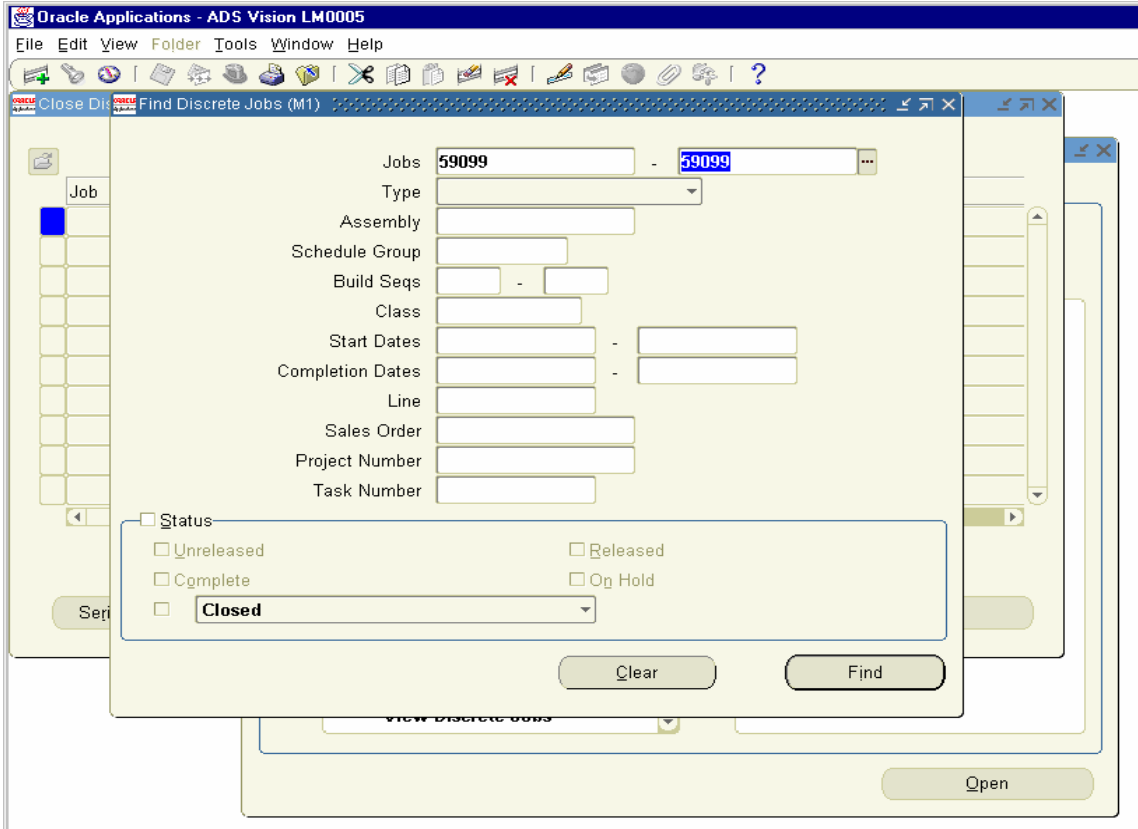 Oracle Applications - ADS Vision LM0005
File Edit View Folder Tools Window Help
Close Dis
Find Discrete Jobs (M1)
Jobs 59099 - 59099
Job
Type
Assembly
Schedule Group
Build Seqs -
Class
Start Dates -
Completion Dates -
Line
Sales Order
Project Number
Task Number
Status
Unreleased Released
Complete On Hold
Closed
Seri
Clear Find
View Discrete Jobs
Open